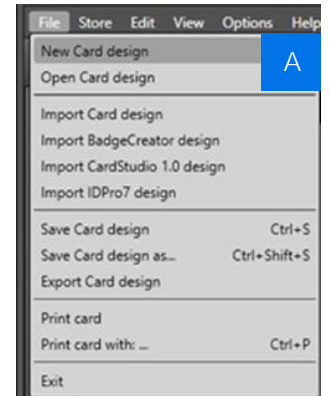 File Store Edit View Options Help
New Card design A
Open Card design
Import Card design
Import BadgeCreator design
Import CardStudio 1.0 design
Import IDPro7 design
Save Card design Ctrl+S
Save Card design as... Ctrl+Shift+S
Export Card design
Print card
Print card with: ... Ctrl+P
Exit